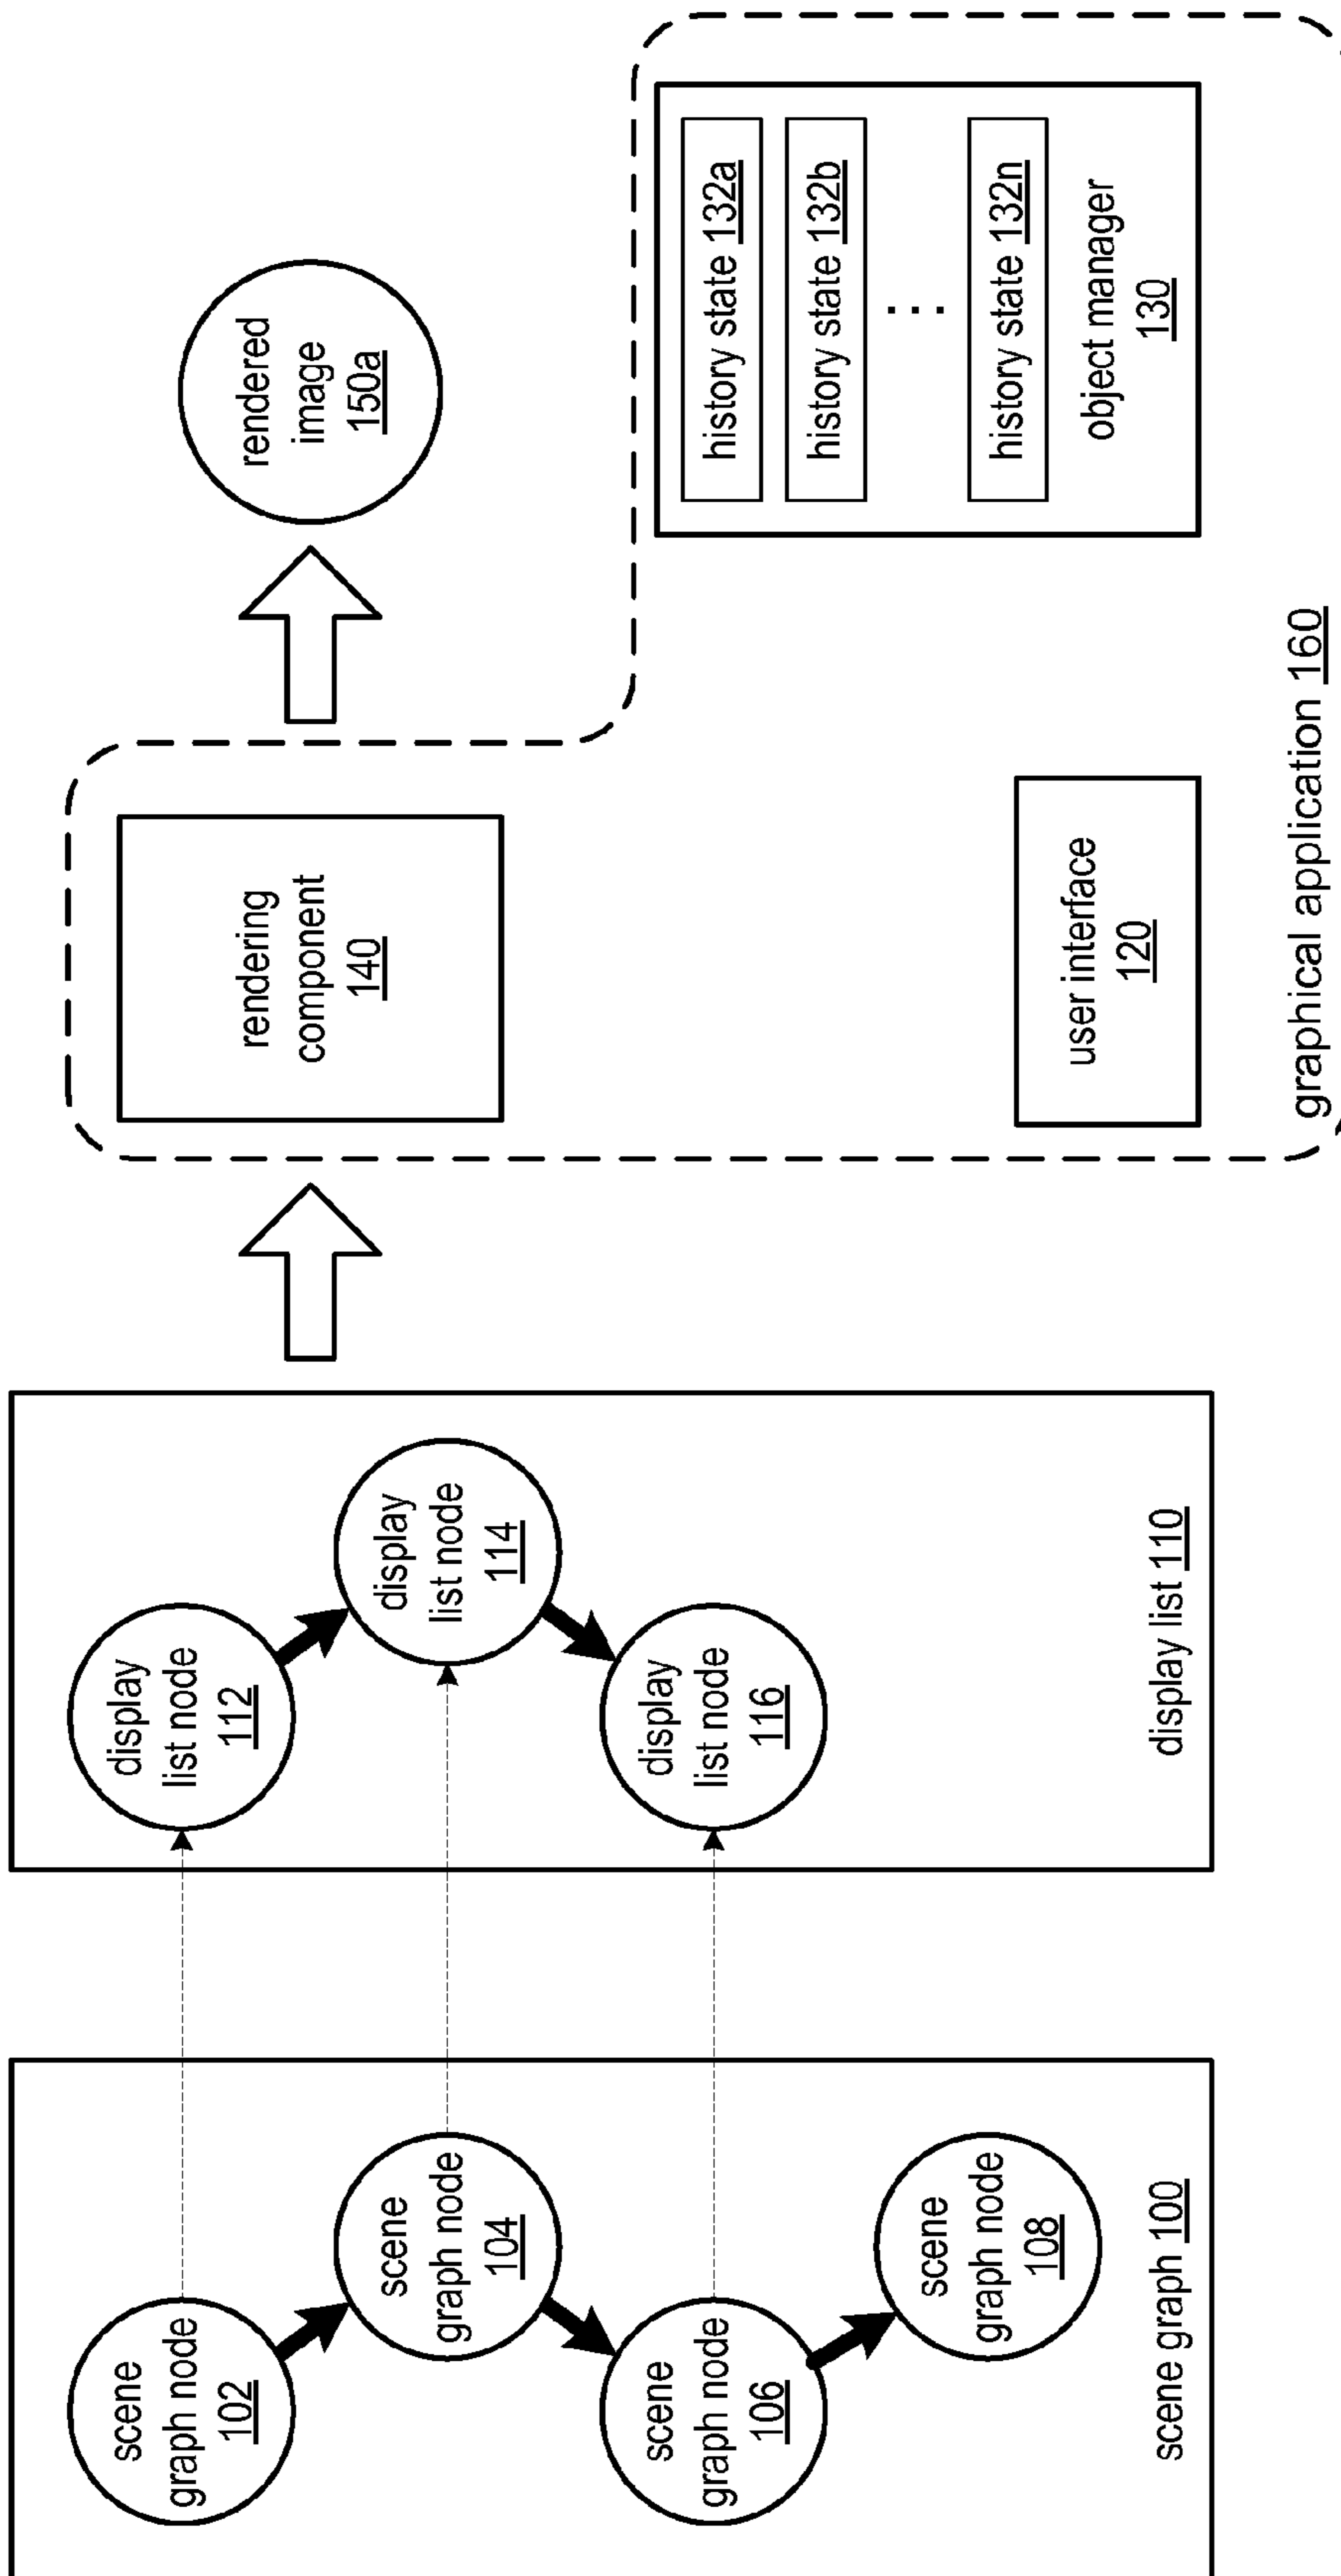 scene
graph node
102
scene
graph node
104
scene
graph node
106
scene
graph node
108
scene graph 100
display
list node
112
display
list node
114
display
list node
116
display list 110
rendering
component
140
user interface
120
rendered
image
150a
history state 132a
history state 132b
...
history state 132n
object manager
130
graphical application 160